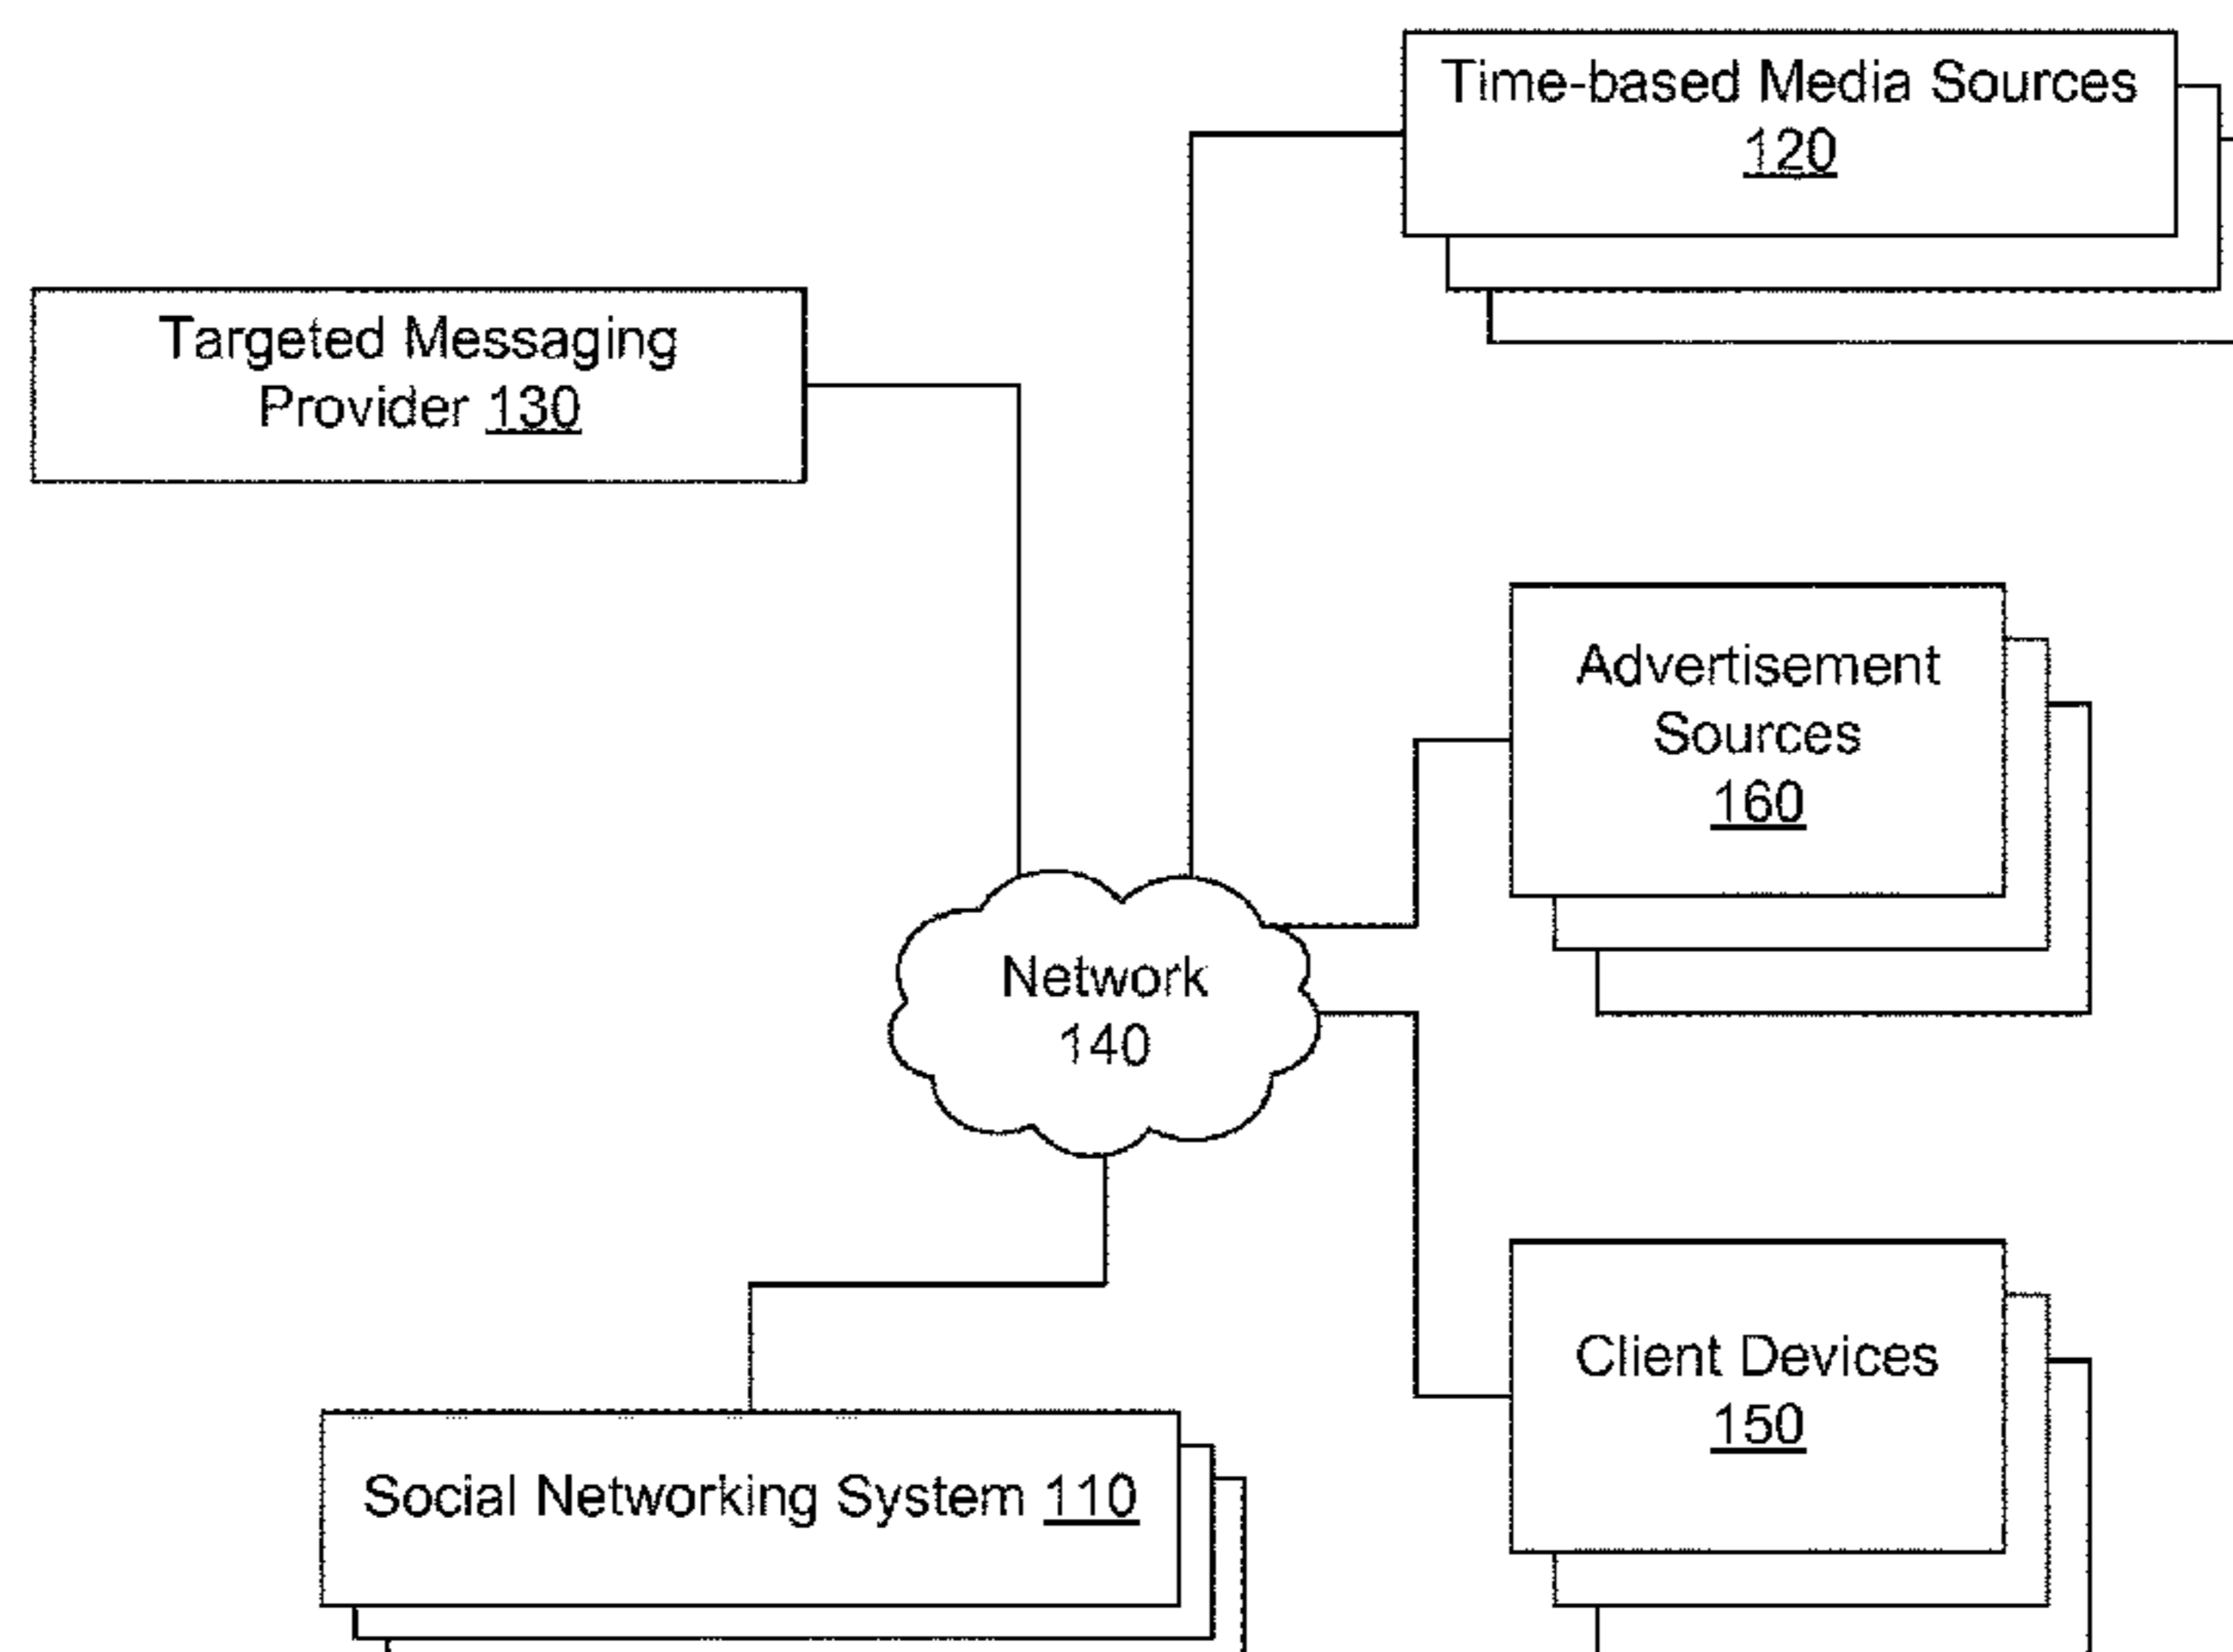 Time-based Media Sources
120
Targeted Messaging
Provider 130
Advertisement
Sources
160
Network
140
Client Devices
150
Social Networking System 110